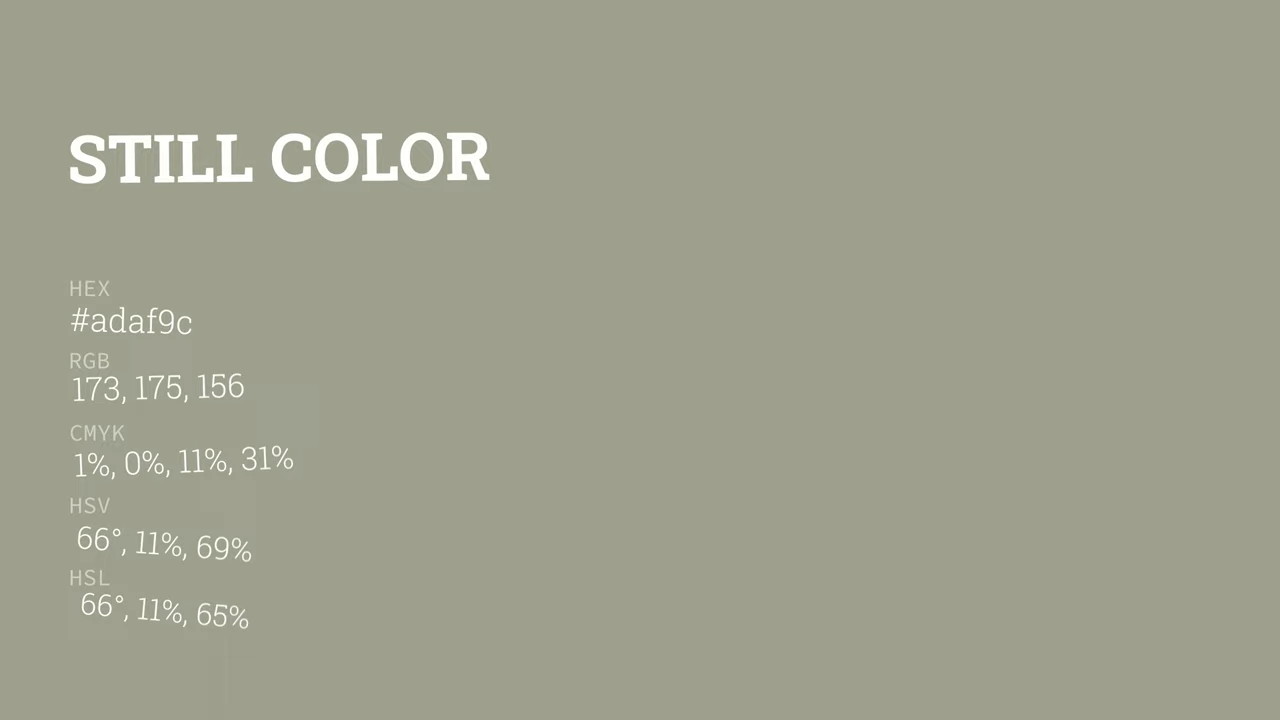 STILL COLOR
HEX
#adaf9c
RGB
173, 175, 156
CMYK
1%, 0%, 11%, 31%
HSV
66°, 11%, 69%
HSL
66°, 11%, 65%